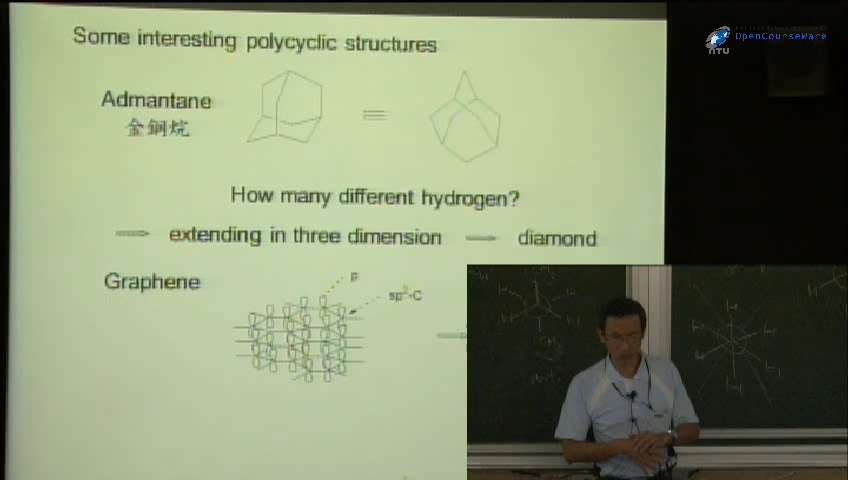 Some interesting polycyclic structures
Admantane
金鋼烷
How many different hydrogen?
extending in three dimension
diamond
Graphene
p
sp²-C
NTU
OpenCourseWare